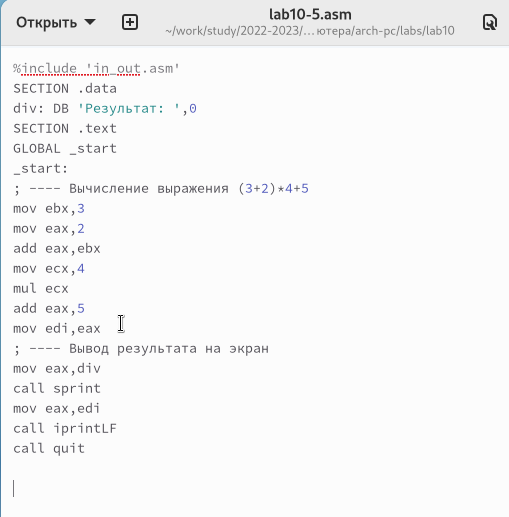 Открыть
lab10-5.asm
~/work/study/2022-2023/…ютера/arch-pc/labs/lab10
%include 'in_out.asm'
SECTION .data
div: DB 'Результат: ',0
SECTION .text
GLOBAL _start
_start:
; ---- Вычисление выражения (3+2)*4+5
mov ebx,3
mov eax,2
add eax,ebx
mov ecx,4
mul ecx
add eax,5
mov edi,eax
; ---- Вывод результата на экран
mov eax,div
call sprint
mov eax,edi
call iprintLF
call quit